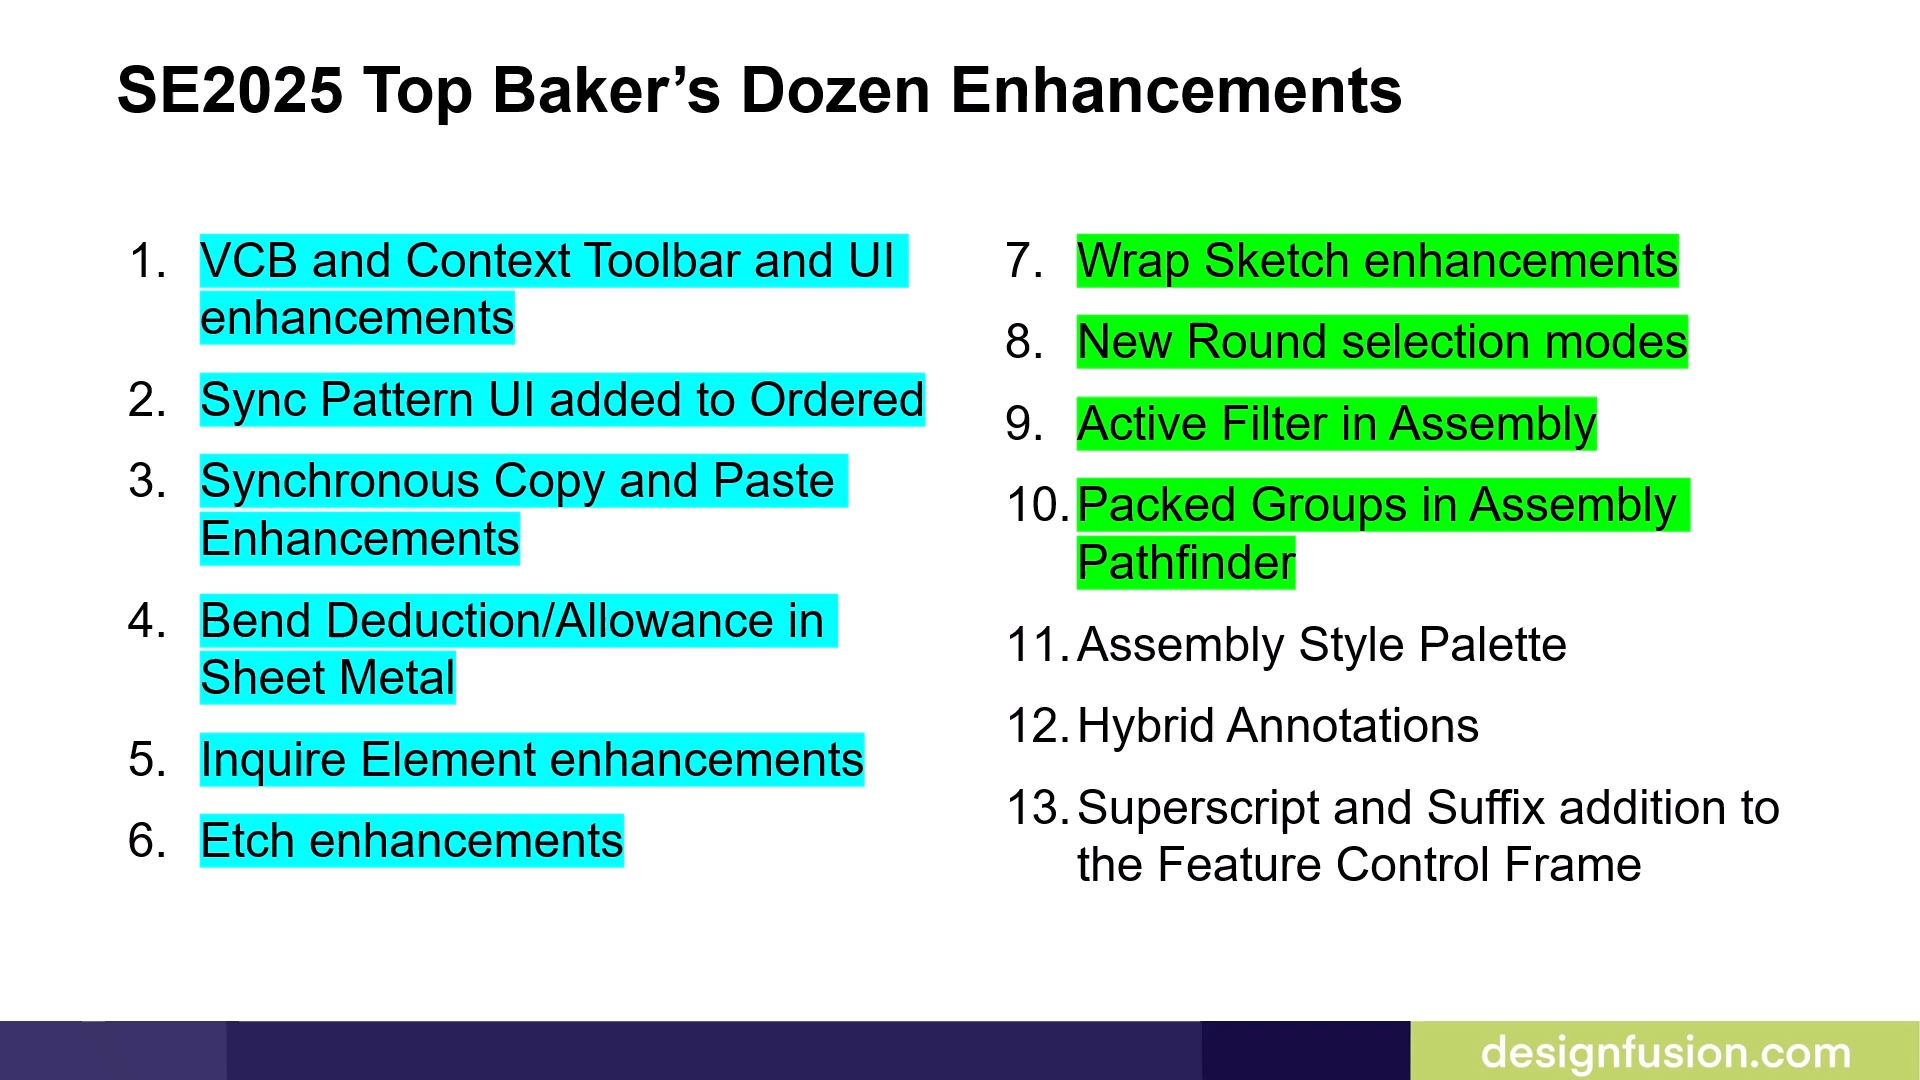 SE2025 Top Baker’s Dozen Enhancements
1. VCB and Context Toolbar and UI
enhancements
2. Sync Pattern UI added to Ordered
3. Synchronous Copy and Paste
Enhancements
4. Bend Deduction/Allowance in
Sheet Metal
5. Inquire Element enhancements
6. Etch enhancements
7. Wrap Sketch enhancements
8. New Round selection modes
9. Active Filter in Assembly
10. Packed Groups in Assembly
Pathfinder
11. Assembly Style Palette
12. Hybrid Annotations
13. Superscript and Suffix addition to
the Feature Control Frame
designfusion.com